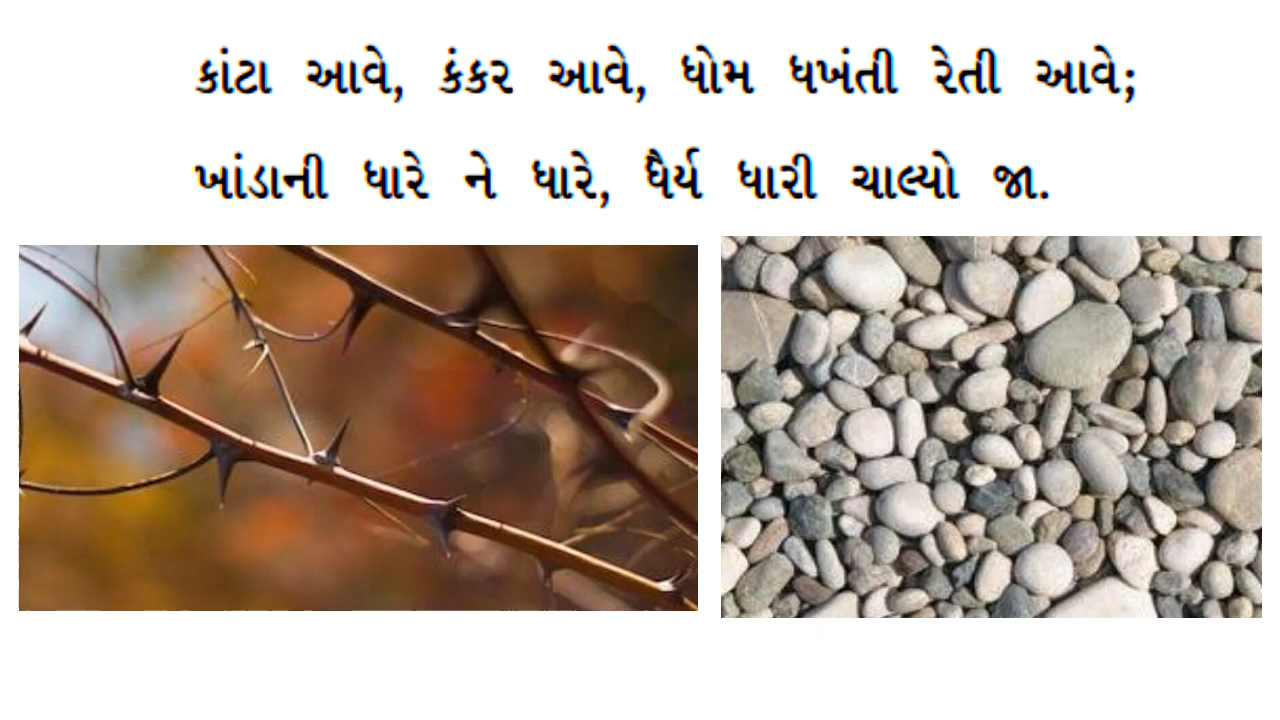 કાંટા આવે, કંકર આવે, ધોમ ધખંતી રેતી આવે;
ખાંડાની ધારે ને ધારે, ધૈર્ય ધારી ચાલ્યો જા.